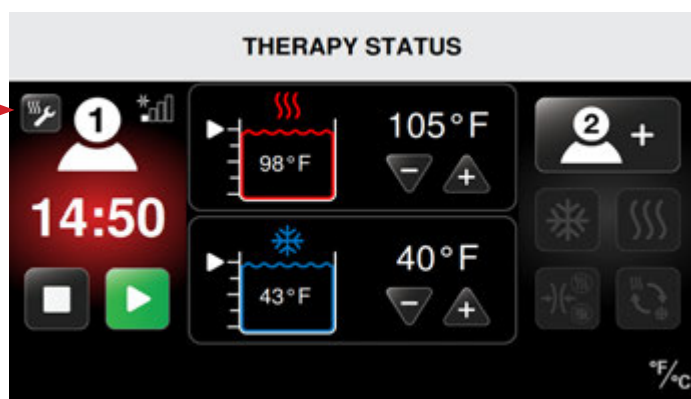 THERAPY STATUS
1
14:50
98°F
105°F
- +
43°F
40°F
- +
2 +
°F/°C